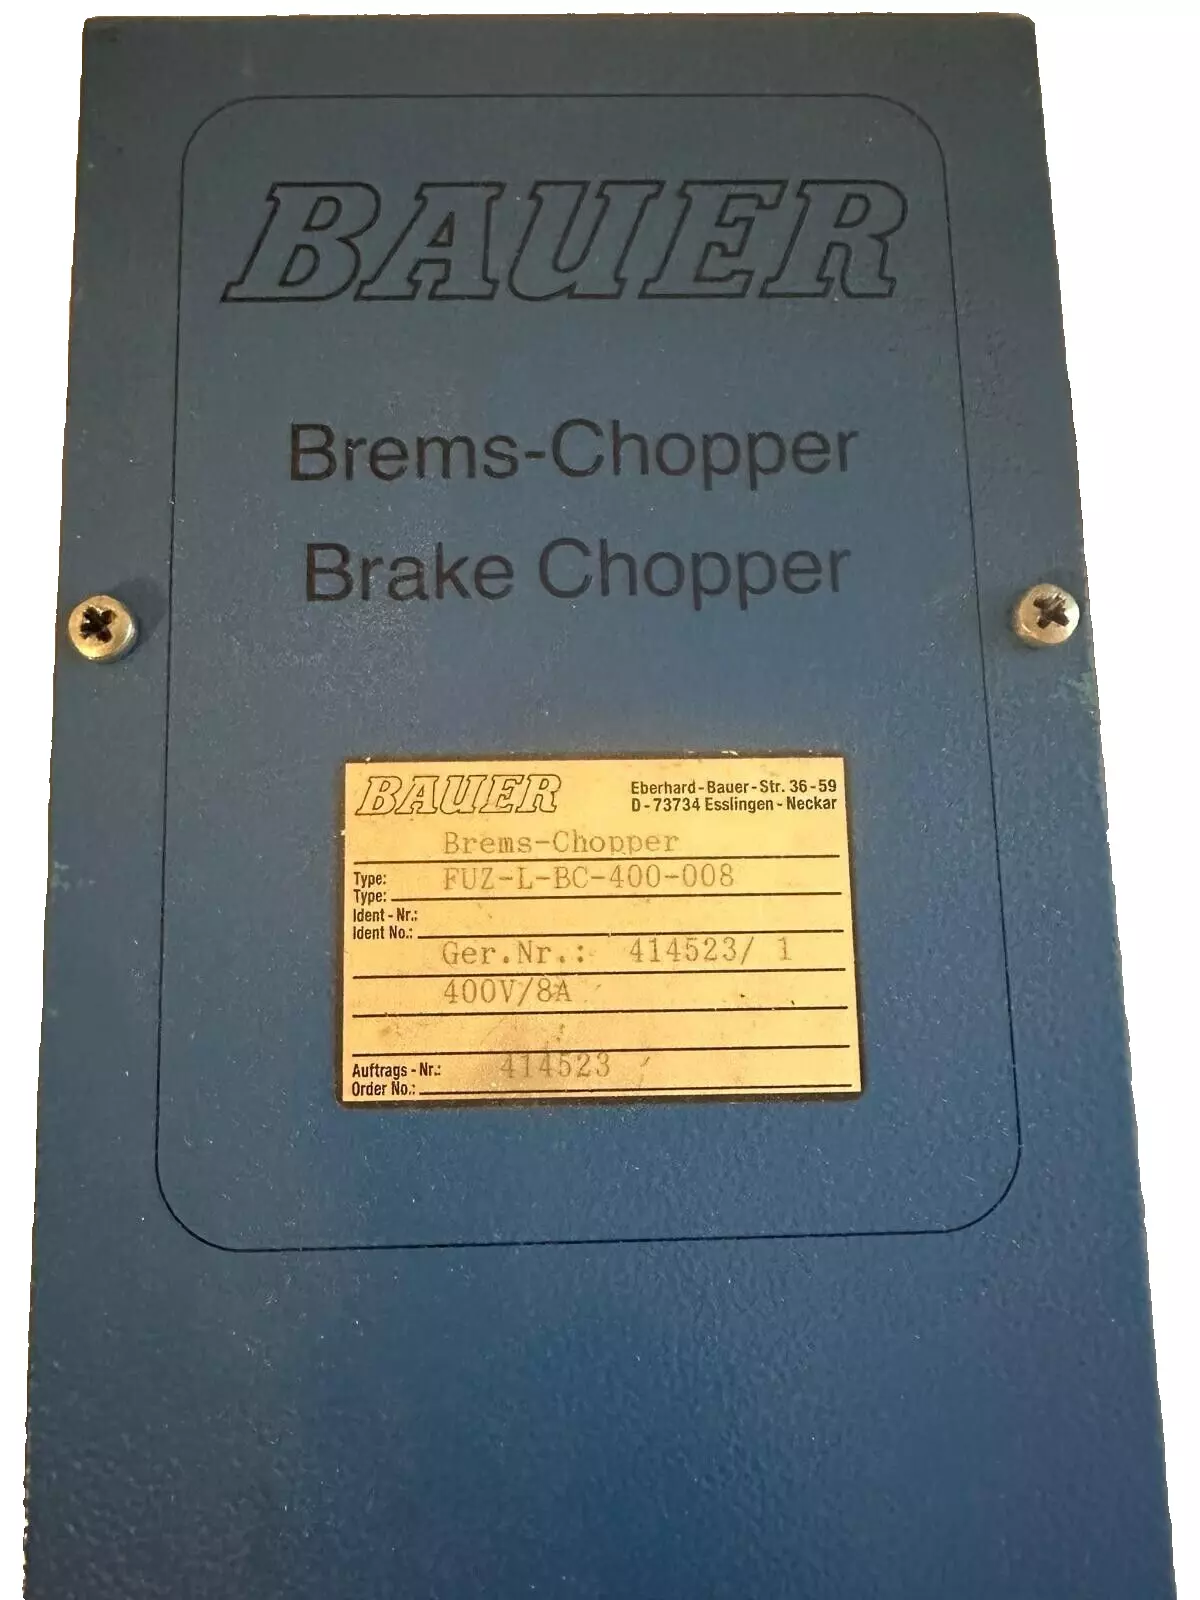 BAUER
Brems-Chopper
Brake Chopper
BAUER
Eberhard-Bauer-Str. 36-59
D-73734 Esslingen-Neckar
Brems-Chopper
Type: FUZ-L-BC-400-008
Type:
Ident-Nr.:
Ident No.:
Ger.Nr.: 414523/ 1
400V/8A
Auftrags-Nr.: 414523
Order No.: